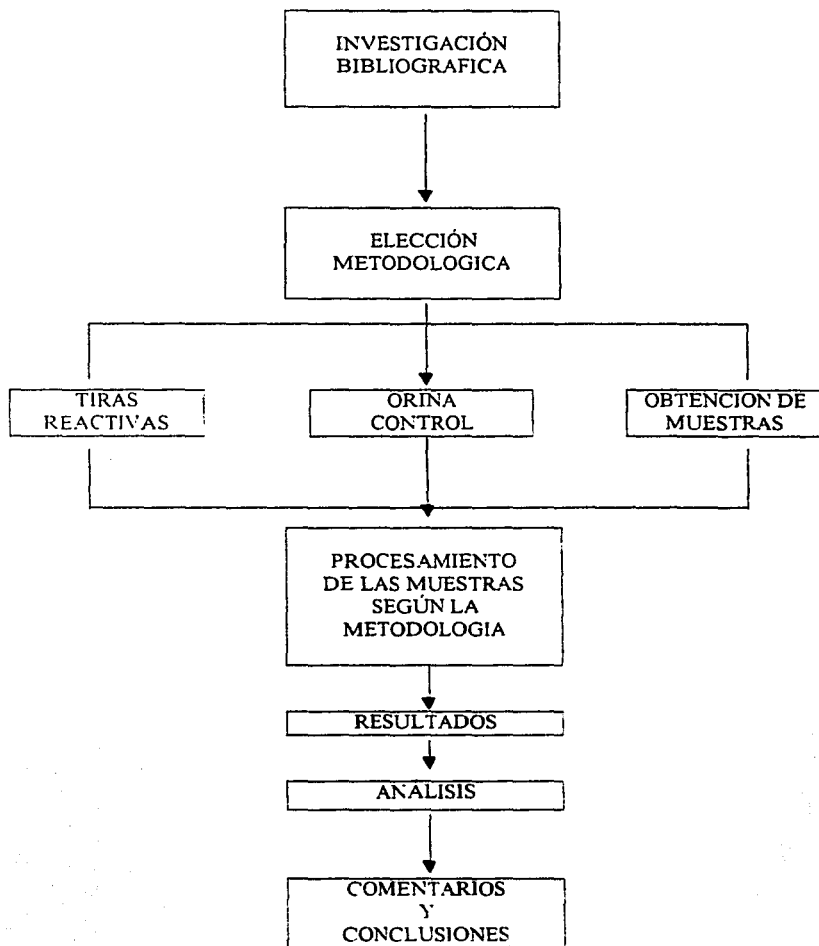 INVESTIGACIÓN
BIBLIOGRAFICA
ELECCIÓN
METODOLOGICA
TIRAS
REACTIVAS
ORINA
CONTROL
OBTENCION DE
MUESTRAS
PROCESAMIENTO
DE LAS MUESTRAS
SEGÚN LA
METODOLOGIA
RESULTADOS
ANALISIS
COMENTARIOS
Y
CONCLUSIONES